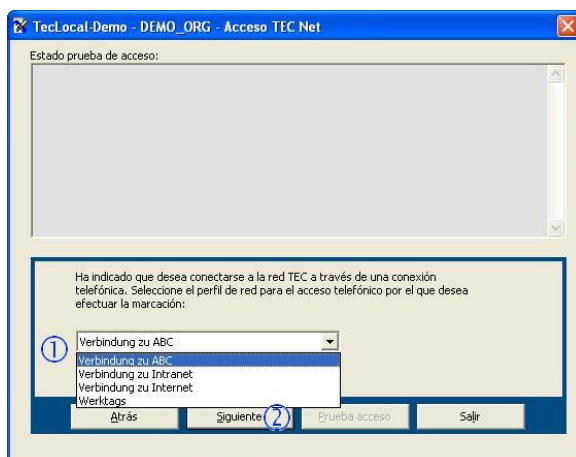 TecLocal-Demo - DEMO_ORG - Acceso TEC Net
Estado prueba de acceso:
Ha indicado que desea conectarse a la red TEC a través de una conexión
telefónica. Seleccione el perfil de red para el acceso telefónico por el que desea
efectuar la marcación:
1
Verbindung zu ABC
Verbindung zu ABC
Verbindung zu Intranet
Verbindung zu Internet
Werktags
Atrás
Siguiente
2
Prueba acceso
Salir